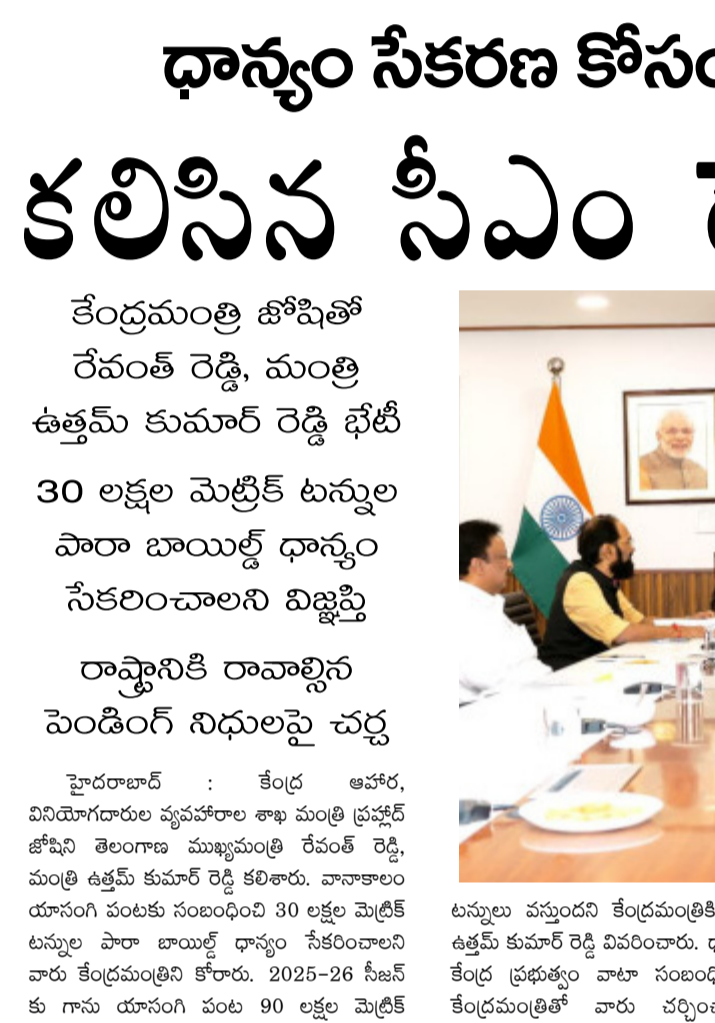 ధాన్యం సేకరణ కోసం
కలిసిన సీఎం
కేంద్రమంత్రి జోషితో
రేవంత్ రెడ్డి, మంత్రి
ఉత్తమ్ కుమార్ రెడ్డి భేటీ
30 లక్షల మెట్రిక్ టన్నుల
పారా బాయిల్డ్ ధాన్యం
సేకరించాలని విజ్ఞప్తి
రాష్ట్రానికి రావాల్సిన
పెండింగ్ నిధులపై చర్చ
హైదరాబాద్ : కేంద్ర ఆహార,
వినియోగదారుల వ్యవహారాల శాఖ మంత్రి ప్రహ్లాద్
జోషిని తెలంగాణ ముఖ్యమంత్రి రేవంత్ రెడ్డి,
మంత్రి ఉత్తమ్ కుమార్ రెడ్డి కలిశారు. వానాకాలం
యాసంగి పంటకు సంబంధించి 30 లక్షల మెట్రిక్
టన్నుల పారా బాయిల్డ్ ధాన్యం సేకరించాలని
వారు కేంద్రమంత్రిని కోరారు. 2025-26 సీజన్
కు గాను యాసంగి పంట 90 లక్షల మెట్రిక్
టన్నులు వస్తుందని కేంద్రమంత్రికి
ఉత్తమ్ కుమార్ రెడ్డి వివరించారు.
కేంద్ర ప్రభుత్వం వాటా
కేంద్రమంత్రితో వారు